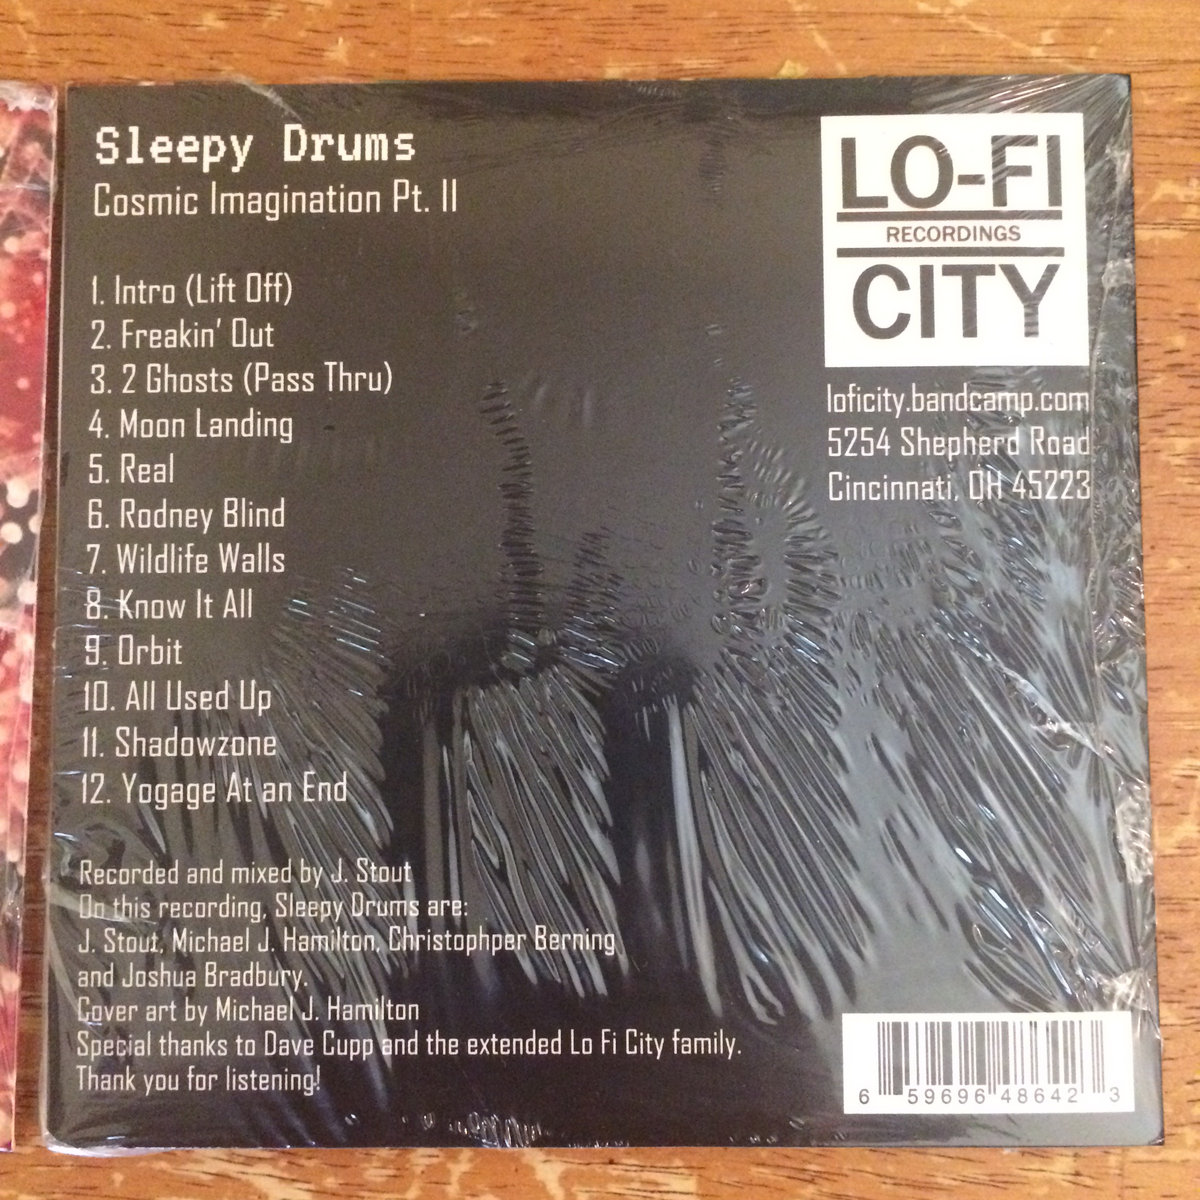 Sleepy Drums
Cosmic Imagination Pt. II
1. Intro (Lift Off)
2. Freakin' Out
3. 2 Ghosts (Pass Thru)
4. Moon Landing
5. Real
6. Rodney Blind
7. Wildlife Walls
8. Know It All
9. Orbit
10. All Used Up
11. Shadowzone
12. Yogage At an End
Recorded and mixed by J. Stout
On this recording, Sleepy Drums are:
J. Stout, Michael J. Hamilton, Christophper Berning
and Joshua Bradbury.
Cover art by Michael J. Hamilton
Special thanks to Dave Cupp and the extended Lo Fi City family.
Thank you for listening!
LO-FI
RECORDINGS
CITY
loficity.bandcamp.com
5254 Shepherd Road
Cincinnati, OH 45223
6 59696 48642 3